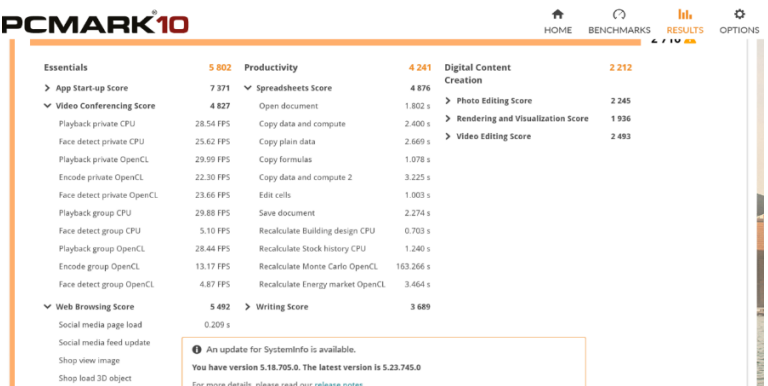 PCMARK®10
HOME BENCHMARKS RESULTS OPTIONS
Essentials 5 802
App Start-up Score 7 371
Video Conferencing Score 4 827
Playback private CPU 28.54 FPS
Face detect private CPU 25.62 FPS
Playback private OpenCL 29.99 FPS
Encode private OpenCL 22.30 FPS
Face detect private OpenCL 23.66 FPS
Playback group CPU 29.88 FPS
Face detect group CPU 5.10 FPS
Playback group OpenCL 28.44 FPS
Encode group OpenCL 13.17 FPS
Face detect group OpenCL 4.87 FPS
Web Browsing Score 5 492
Social media page load 0.209 s
Social media feed update
Shop view image
Shop load 3D object
Productivity 4 241
Spreadsheets Score 4 876
Open document 1.802 s
Copy data and compute 2.400 s
Copy plain data 2.669 s
Copy formulas 1.078 s
Copy data and compute 2 3.225 s
Edit cells 1.003 s
Save document 2.274 s
Recalculate Building design CPU 0.703 s
Recalculate Stock history CPU 1.240 s
Recalculate Monte Carlo OpenCL 163.266 s
Recalculate Energy market OpenCL 3.464 s
Writing Score 3 689
Digital Content
Creation 2 212
Photo Editing Score 2 245
Rendering and Visualization Score 1 936
Video Editing Score 2 493
An update for SystemInfo is available.
You have version 5.18.705.0. The latest version is 5.23.745.0
For more details, please read our release notes